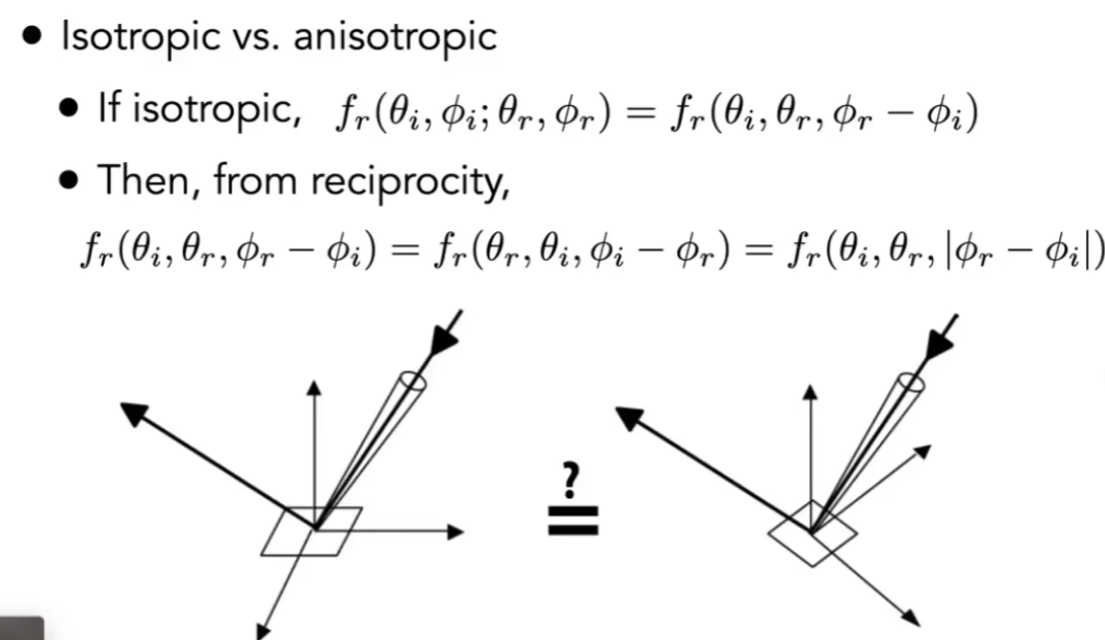 ● Isotropic vs. anisotropic
● If isotropic, fᵣ(θᵢ, ϕᵢ; θᵣ, ϕᵣ) = fᵣ(θᵢ, θᵣ, ϕᵣ − ϕᵢ)
● Then, from reciprocity,
fᵣ(θᵢ, θᵣ, ϕᵣ − ϕᵢ) = fᵣ(θᵣ, θᵢ, ϕᵢ − ϕᵣ) = fᵣ(θᵢ, θᵣ, |ϕᵣ − ϕᵢ|)
?
=